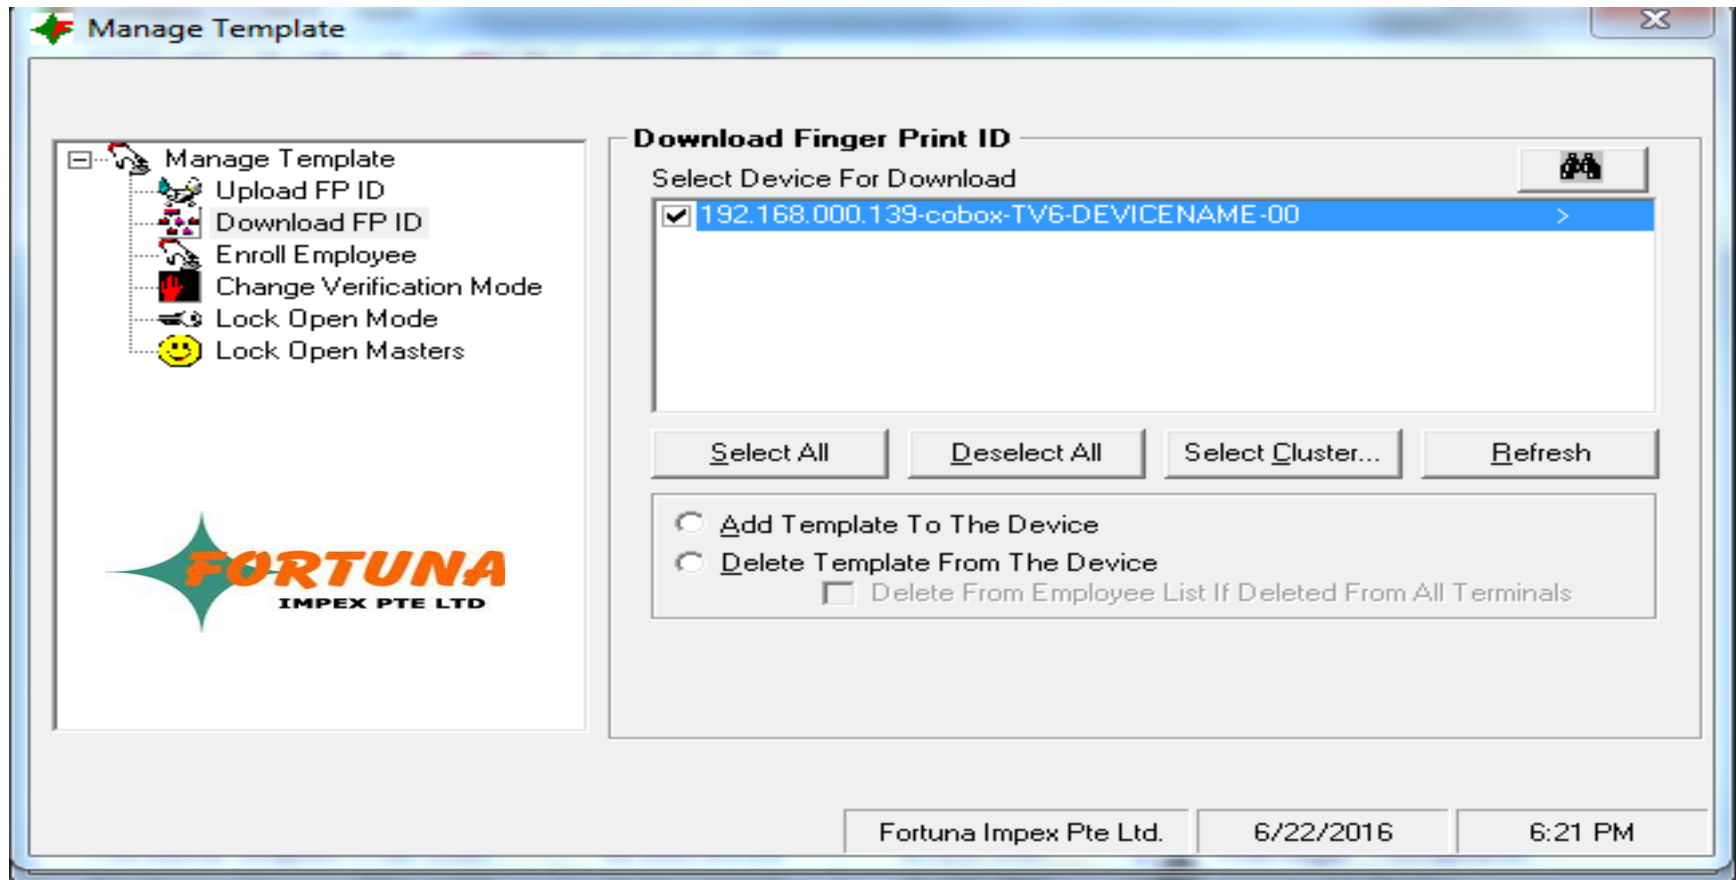 Manage Template
Manage Template
Upload FP ID
Download FP ID
Enroll Employee
Change Verification Mode
Lock Open Mode
Lock Open Masters
FORTUNA
IMPEX PTE LTD
Download Finger Print ID
Select Device For Download
192.168.000.139-cobox-TV6-DEVICENAME-00 >
Select All Deselect All Select Cluster... Refresh
Add Template To The Device
Delete Template From The Device
Delete From Employee List If Deleted From All Terminals
Fortuna Impex Pte Ltd. 6/22/2016 6:21 PM